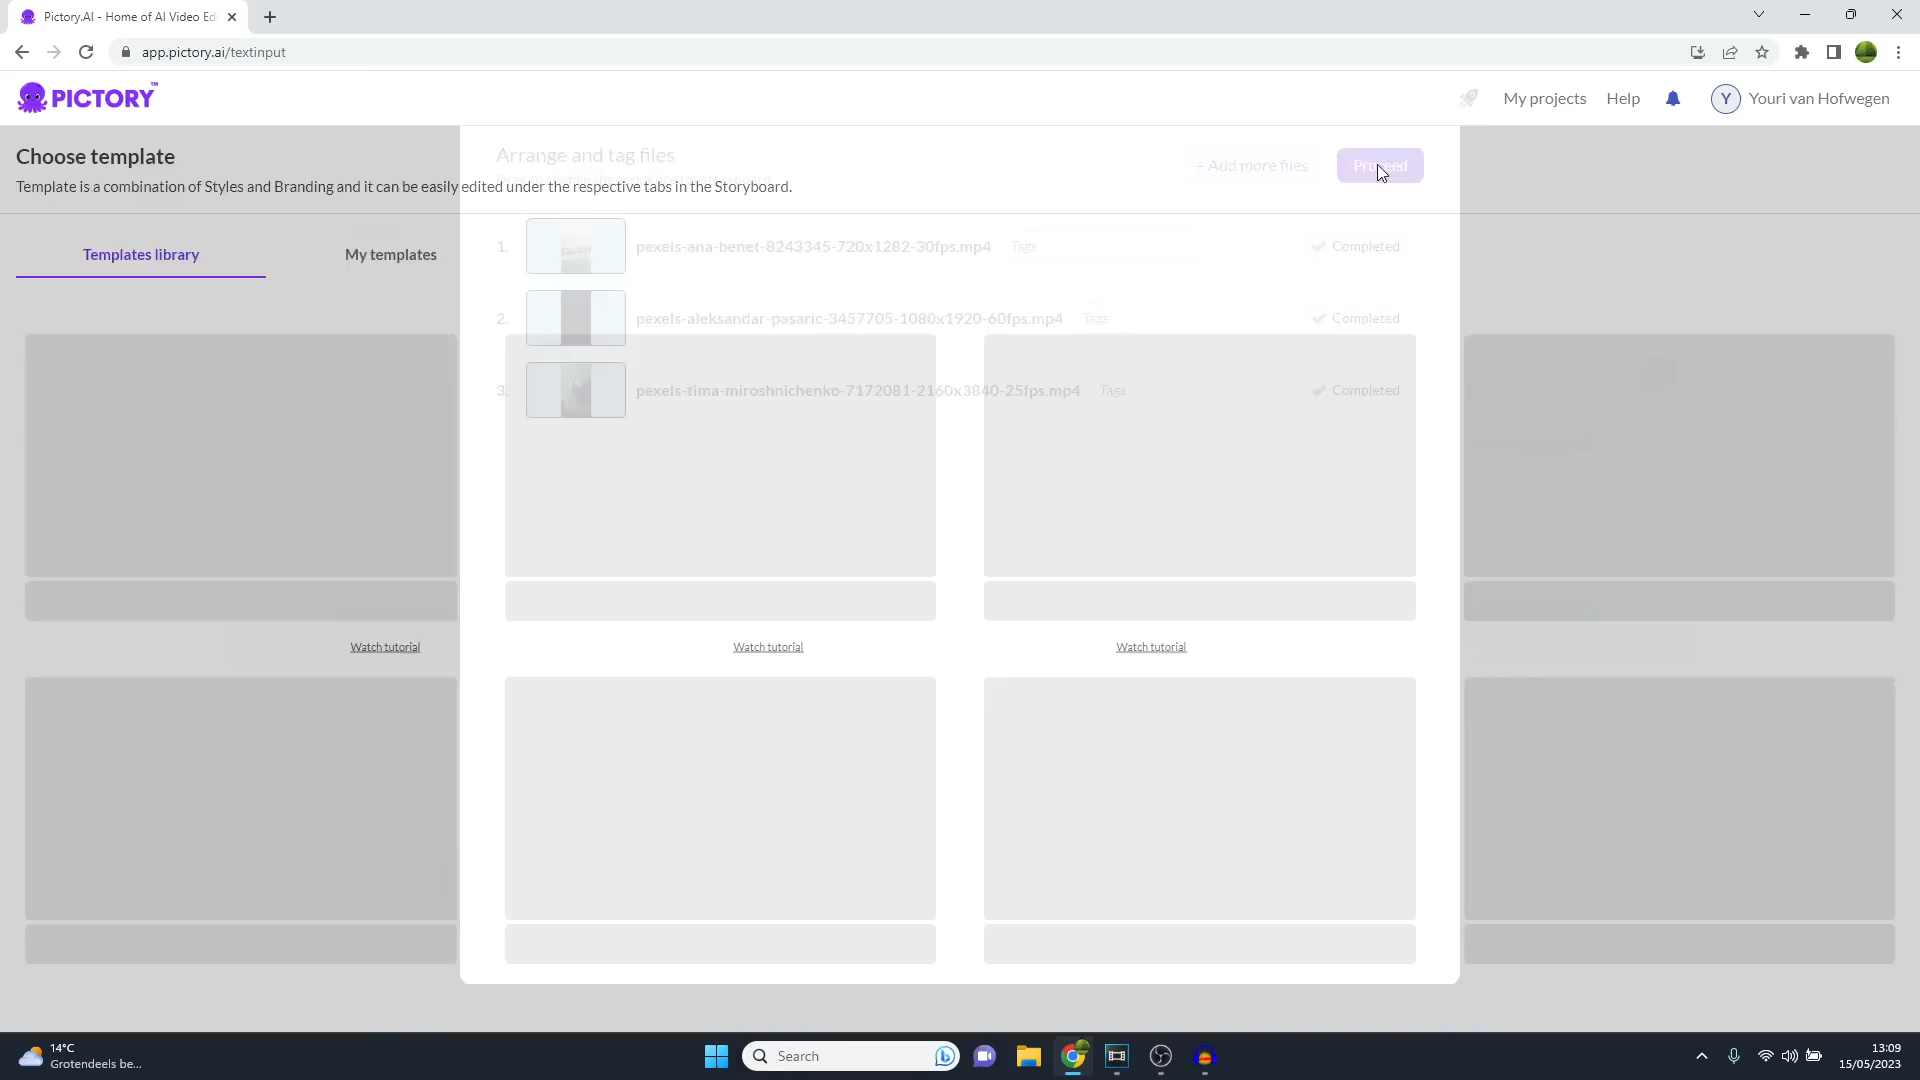 Pictory.AI - Home of AI Video Edi
app.pictory.ai/textinput
PICTORY™
My projects
Help
Y
Youri van Hofwegen
Choose template
Template is a combination of Styles and Branding and it can be easily edited under the respective tabs in the Storyboard.
Arrange and tag files
+ Add more files
Proceed
Templates library
My templates
1.
pexels-ana-benet-8243345-720x1282-30fps.mp4
Tags
Completed
2.
pexels-aleksandar-pasaric-3457705-1080x1920-60fps.mp4
Tags
Completed
3.
pexels-tima-miroshnichenko-7172081-2160x3840-25fps.mp4
Tags
Completed
Watch tutorial
Watch tutorial
Watch tutorial
14°C
Grotendeels be...
Search
13:09
15/05/2023